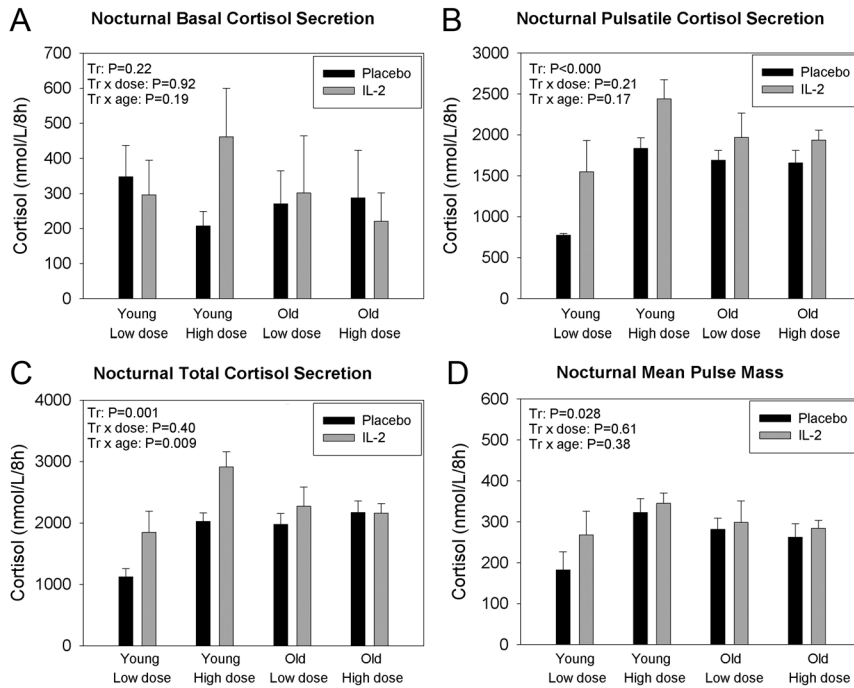 A
Nocturnal Basal Cortisol Secretion
Tr: P=0.22
Tr x dose: P=0.92
Tr x age: P=0.19
Placebo
IL-2
Cortisol (nmol/L/8h)
700
600
500
400
300
200
100
0
Young Young Old Old
Low dose High dose Low dose High dose
B
Nocturnal Pulsatile Cortisol Secretion
Tr: P<0.000
Tr x dose: P=0.21
Tr x age: P=0.17
Placebo
IL-2
Cortisol (nmol/L/8h)
3000
2500
2000
1500
1000
500
0
Young Young Old Old
Low dose High dose Low dose High dose
C
Nocturnal Total Cortisol Secretion
Tr: P=0.001
Tr x dose: P=0.40
Tr x age: P=0.009
Placebo
IL-2
Cortisol (nmol/L/8h)
4000
3000
2000
1000
0
Young Young Old Old
Low dose High dose Low dose High dose
D
Nocturnal Mean Pulse Mass
Tr: P=0.028
Tr x dose: P=0.61
Tr x age: P=0.38
Placebo
IL-2
Cortisol (nmol/L/8h)
600
500
400
300
200
100
0
Young Young Old Old
Low dose High dose Low dose High dose